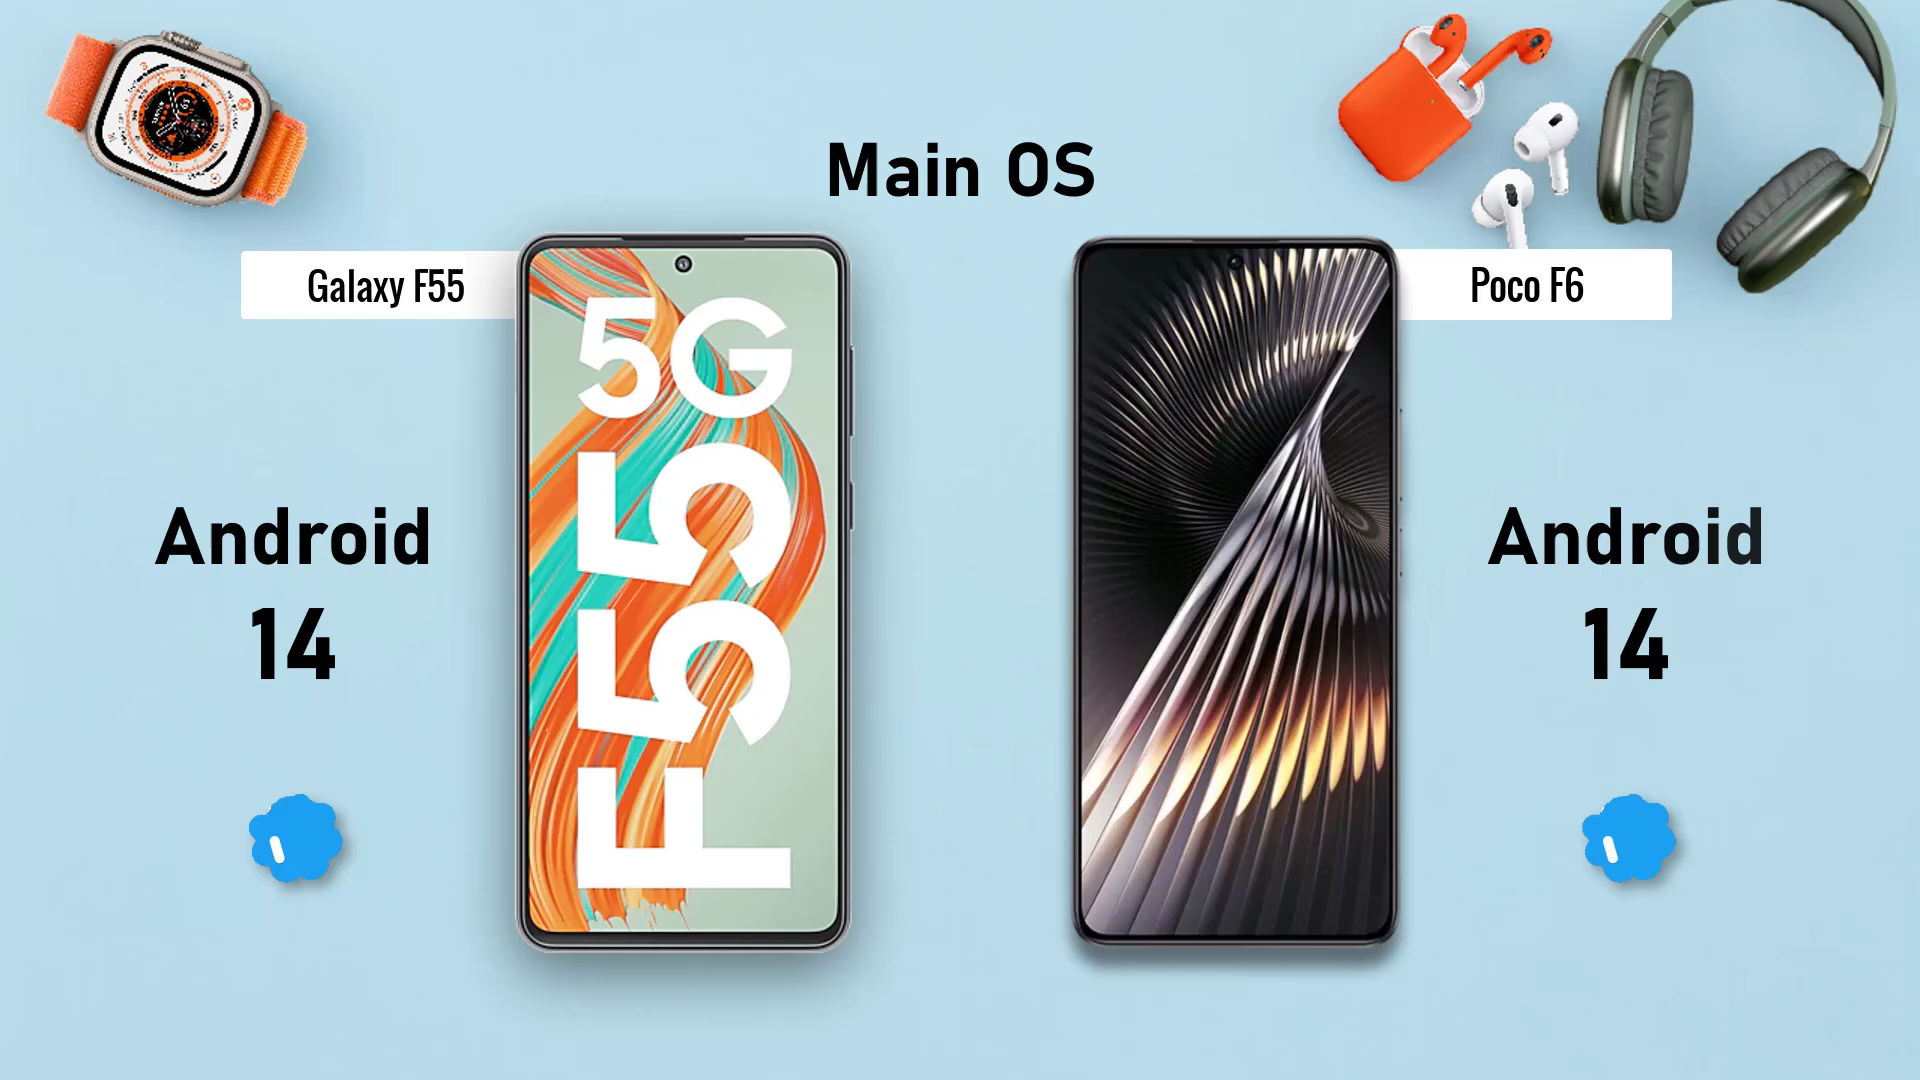 Main OS
Galaxy F55
Poco F6
5G
F55
Android
14
Android
14